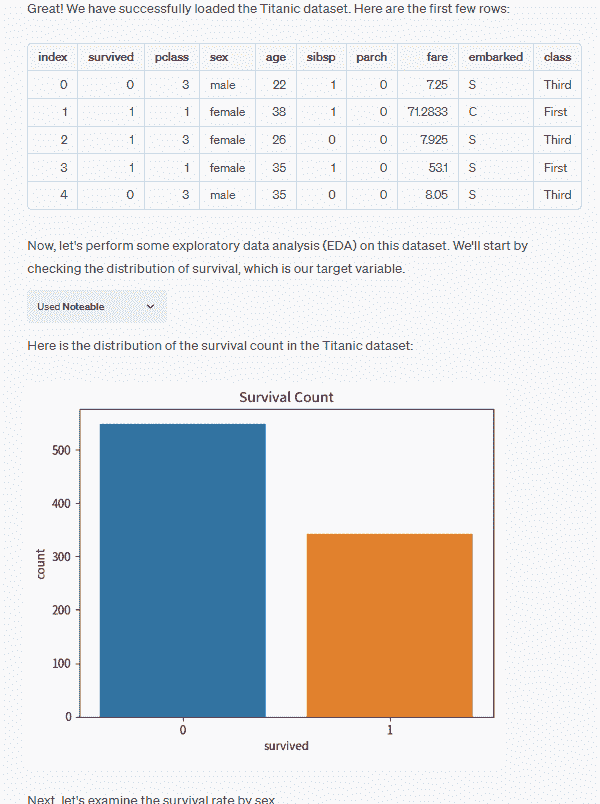 Great! We have successfully loaded the Titanic dataset. Here are the first few rows:
index survived pclass sex age sibsp parch fare embarked class
0 0 3 male 22 1 0 7.25 S Third
1 1 1 female 38 1 0 71.2833 C First
2 1 3 female 26 0 0 7.925 S Third
3 1 1 female 35 1 0 53.1 S First
4 0 3 male 35 0 0 8.05 S Third
Now, let's perform some exploratory data analysis (EDA) on this dataset. We'll start by
checking the distribution of survival, which is our target variable.
Used Noteable
Here is the distribution of the survival count in the Titanic dataset:
Survival Count
500
400
300
200
100
0
count
0 1
survived
Next, let's examine the survival rate by sex